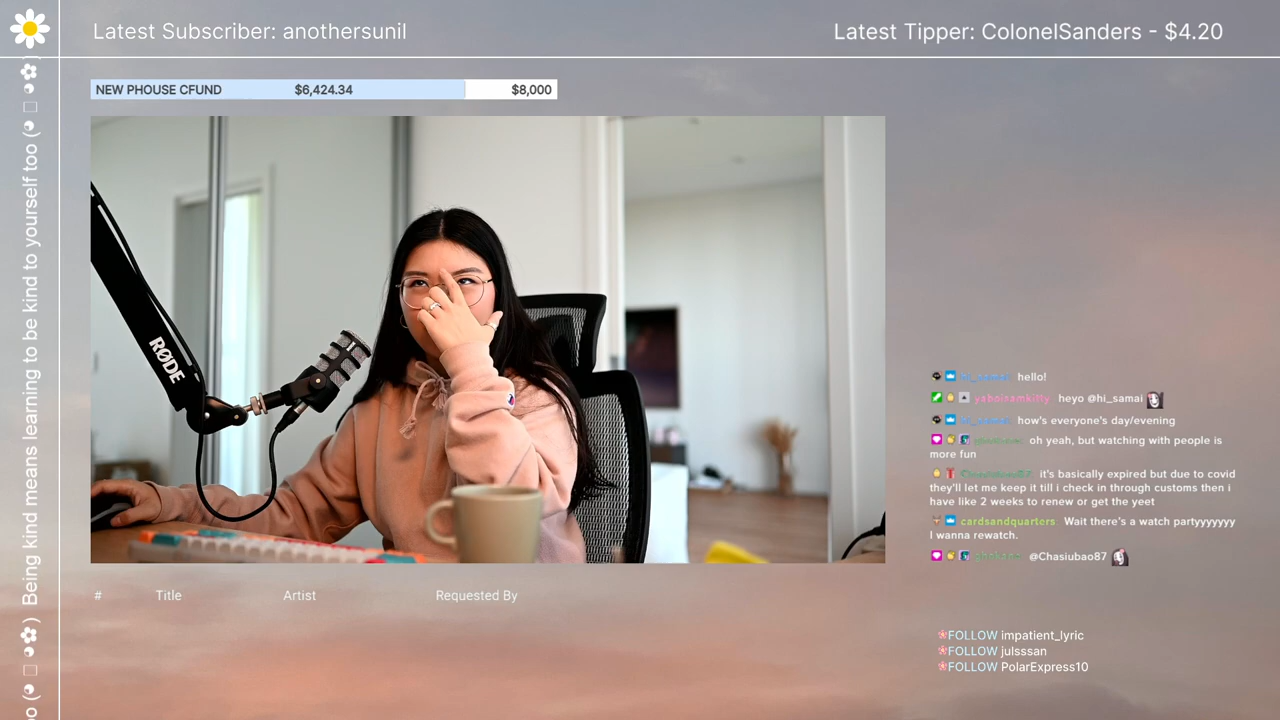 Latest Subscriber: anothersunil
Latest Tipper: ColonelSanders - $4.20
Being kind means learning to be kind to yourself too
NEW PHOUSE CFUND $6,424.34 $8,000
RØDE
hello!
yaboisamkitty heyo @hi_samai
how's everyone's day/evening
oh yeah, but watching with people is
more fun
it's basically expired but due to covid
they'll let me keep it till i check in through customs then i
have like 2 weeks to renew or get the yeet
cardsandquarters: Wait there's a watch partyyyyyyy
I wanna rewatch.
@Chasiubao87
# Title Artist Requested By
FOLLOW impatient_lyric
FOLLOW julsssan
FOLLOW PolarExpress10